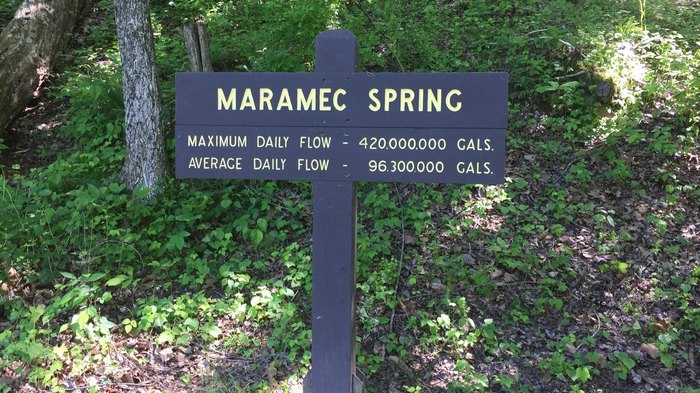 MARAMEC SPRING
MAXIMUM DAILY FLOW - 420.000.000 GALS.
AVERAGE DAILY FLOW - 96.300.000 GALS.